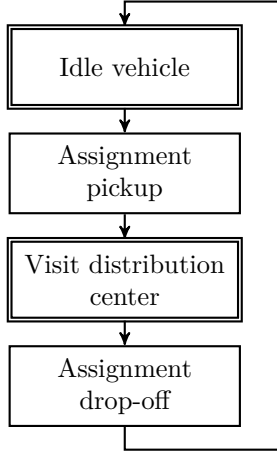 Idle vehicle
Assignment
pickup
Visit distribution
center
Assignment
drop-off